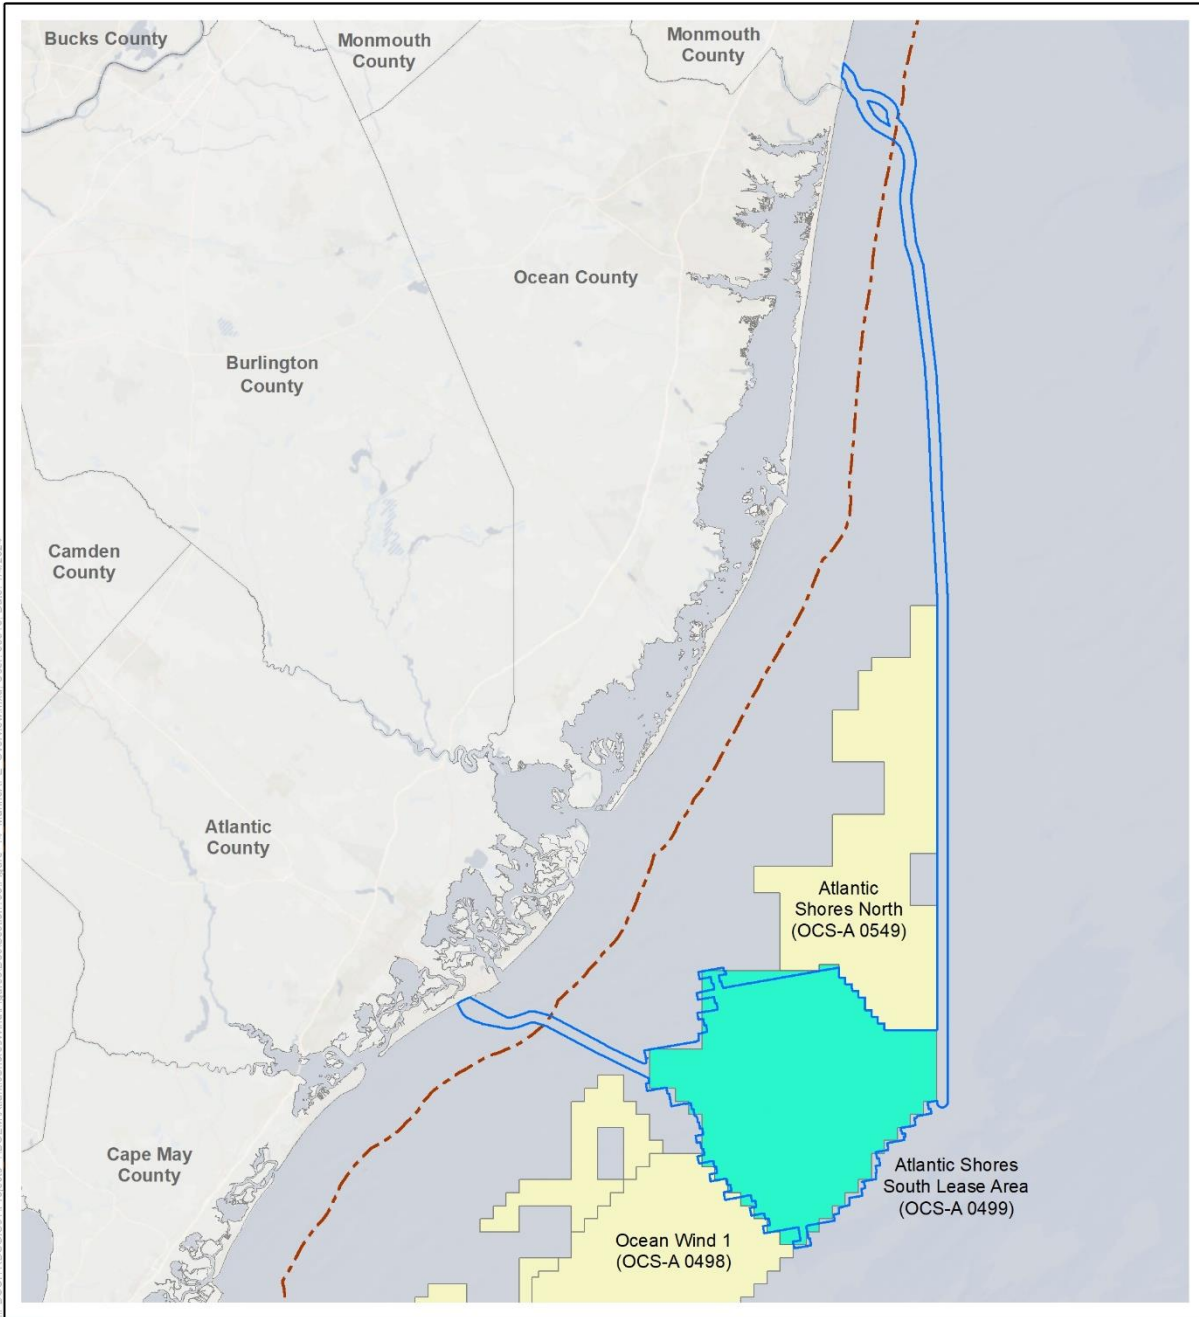 Bucks County
Monmouth
County
Monmouth
County
Ocean County
Burlington
County
Camden
County
Atlantic
County
Atlantic
Shores North
(OCS-A 0549)
Cape May
County
Atlantic Shores
South Lease Area
(OCS-A 0499)
Ocean Wind 1
(OCS-A 0498)